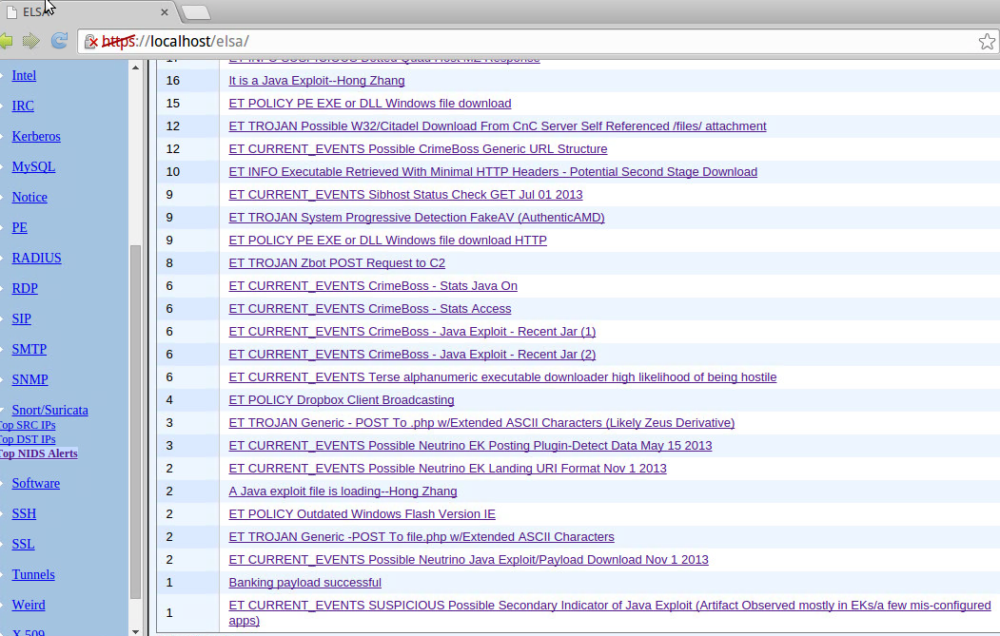 ELSA
https://localhost/elsa/
Intel
IRC
Kerberos
MySQL
Notice
PE
RADIUS
RDP
SIP
SMTP
SNMP
Snort/Suricata
Top SRC IPs
Top DST IPs
Top NIDS Alerts
Software
SSH
SSL
Tunnels
Weird
X.509
17 ET INFO SUSPICIOUS Dotted Quad Host MZ Response
16 It is a Java Exploit--Hong Zhang
15 ET POLICY PE EXE or DLL Windows file download
12 ET TROJAN Possible W32/Citadel Download From CnC Server Self Referenced /files/ attachment
12 ET CURRENT_EVENTS Possible CrimeBoss Generic URL Structure
10 ET INFO Executable Retrieved With Minimal HTTP Headers - Potential Second Stage Download
9 ET CURRENT_EVENTS Sibhost Status Check GET Jul 01 2013
9 ET TROJAN System Progressive Detection FakeAV (AuthenticAMD)
9 ET POLICY PE EXE or DLL Windows file download HTTP
8 ET TROJAN Zbot POST Request to C2
6 ET CURRENT_EVENTS CrimeBoss - Stats Java On
6 ET CURRENT_EVENTS CrimeBoss - Stats Access
6 ET CURRENT_EVENTS CrimeBoss - Java Exploit - Recent Jar (1)
6 ET CURRENT_EVENTS CrimeBoss - Java Exploit - Recent Jar (2)
6 ET CURRENT_EVENTS Terse alphanumeric executable downloader high likelihood of being hostile
4 ET POLICY Dropbox Client Broadcasting
3 ET TROJAN Generic - POST To .php w/Extended ASCII Characters (Likely Zeus Derivative)
3 ET CURRENT_EVENTS Possible Neutrino EK Posting Plugin-Detect Data May 15 2013
2 ET CURRENT_EVENTS Possible Neutrino EK Landing URI Format Nov 1 2013
2 A Java exploit file is loading--Hong Zhang
2 ET POLICY Outdated Windows Flash Version IE
2 ET TROJAN Generic -POST To file.php w/Extended ASCII Characters
2 ET CURRENT_EVENTS Possible Neutrino Java Exploit/Payload Download Nov 1 2013
1 Banking payload successful
1 ET CURRENT_EVENTS SUSPICIOUS Possible Secondary Indicator of Java Exploit (Artifact Observed mostly in EKs/a few mis-configured
apps)